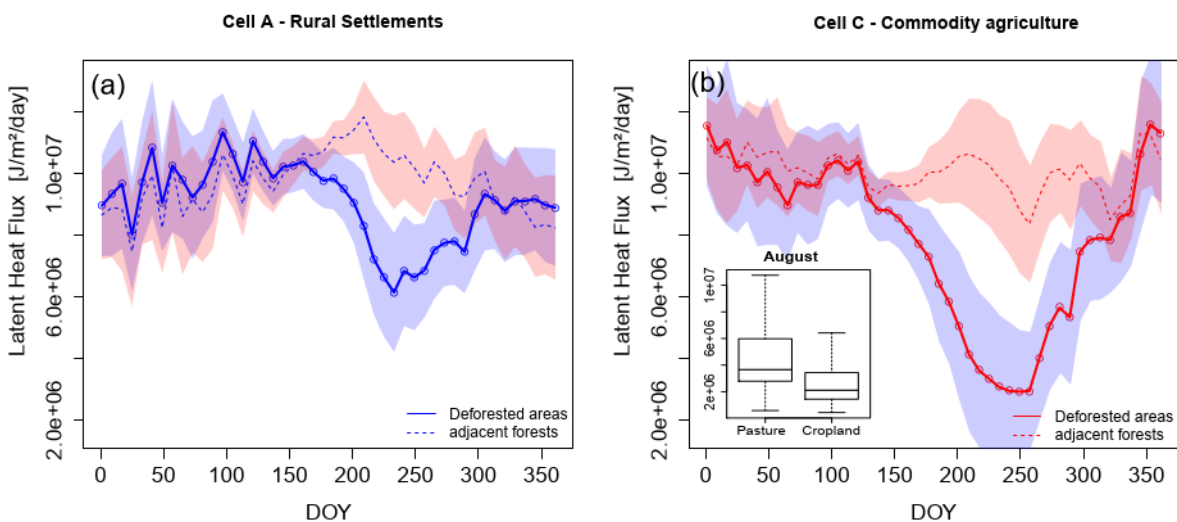 Cell A - Rural Settlements
(a)
Latent Heat Flux [J/m²/day]
1.0e+07
6.0e+06
2.0e+06
Deforested areas
adjacent forests
0 50 100 150 200 250 300 350
DOY
Cell C - Commodity agriculture
(b)
Latent Heat Flux [J/m²/day]
1.0e+07
6.0e+06
2.0e+06
August
1e+07
6e+06
2e+06
Pasture Cropland
Deforested areas
adjacent forests
0 50 100 150 200 250 300 350
DOY